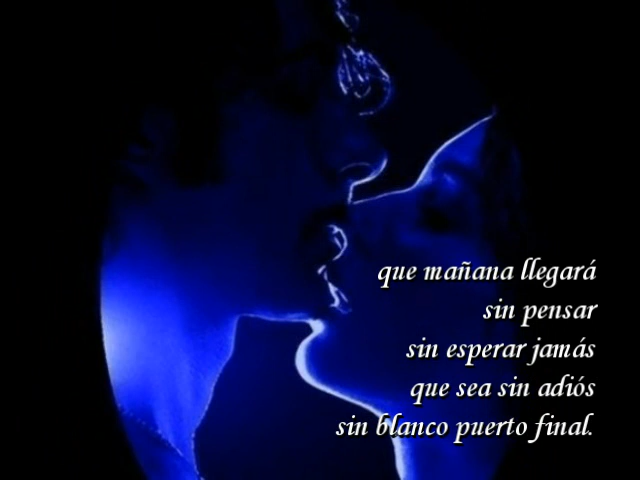 que mañana llegará
sin pensar
sin esperar jamás
que sea sin adiós
sin blanco puerto final.